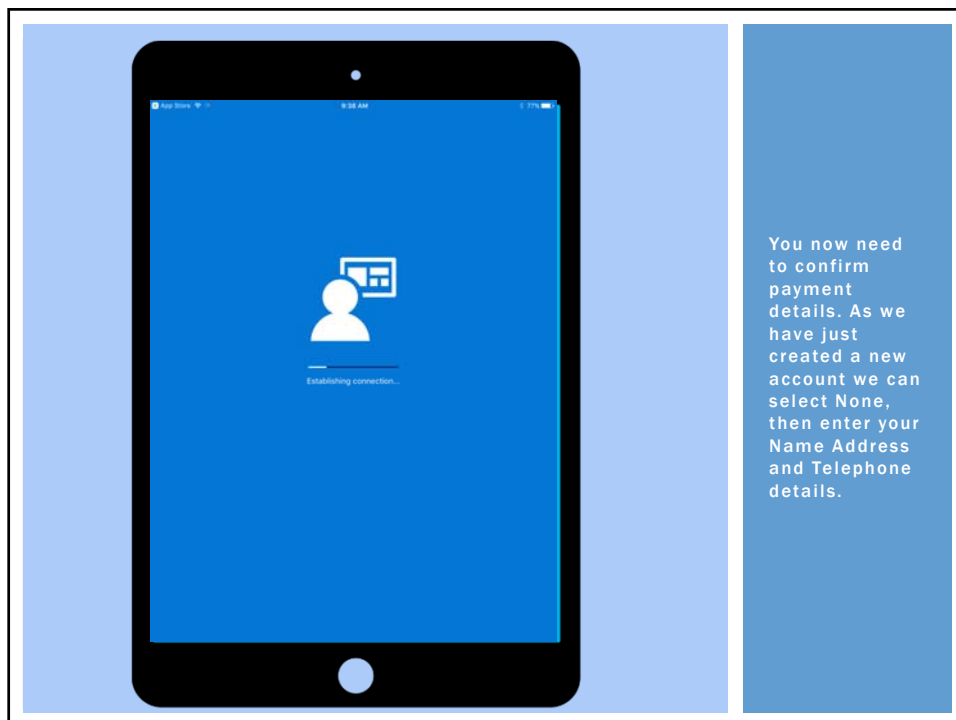 App Store 9:38 AM 77%
Establishing connection...
You now need
to confirm
payment
details. As we
have just
created a new
account we can
select None,
then enter your
Name Address
and Telephone
details.